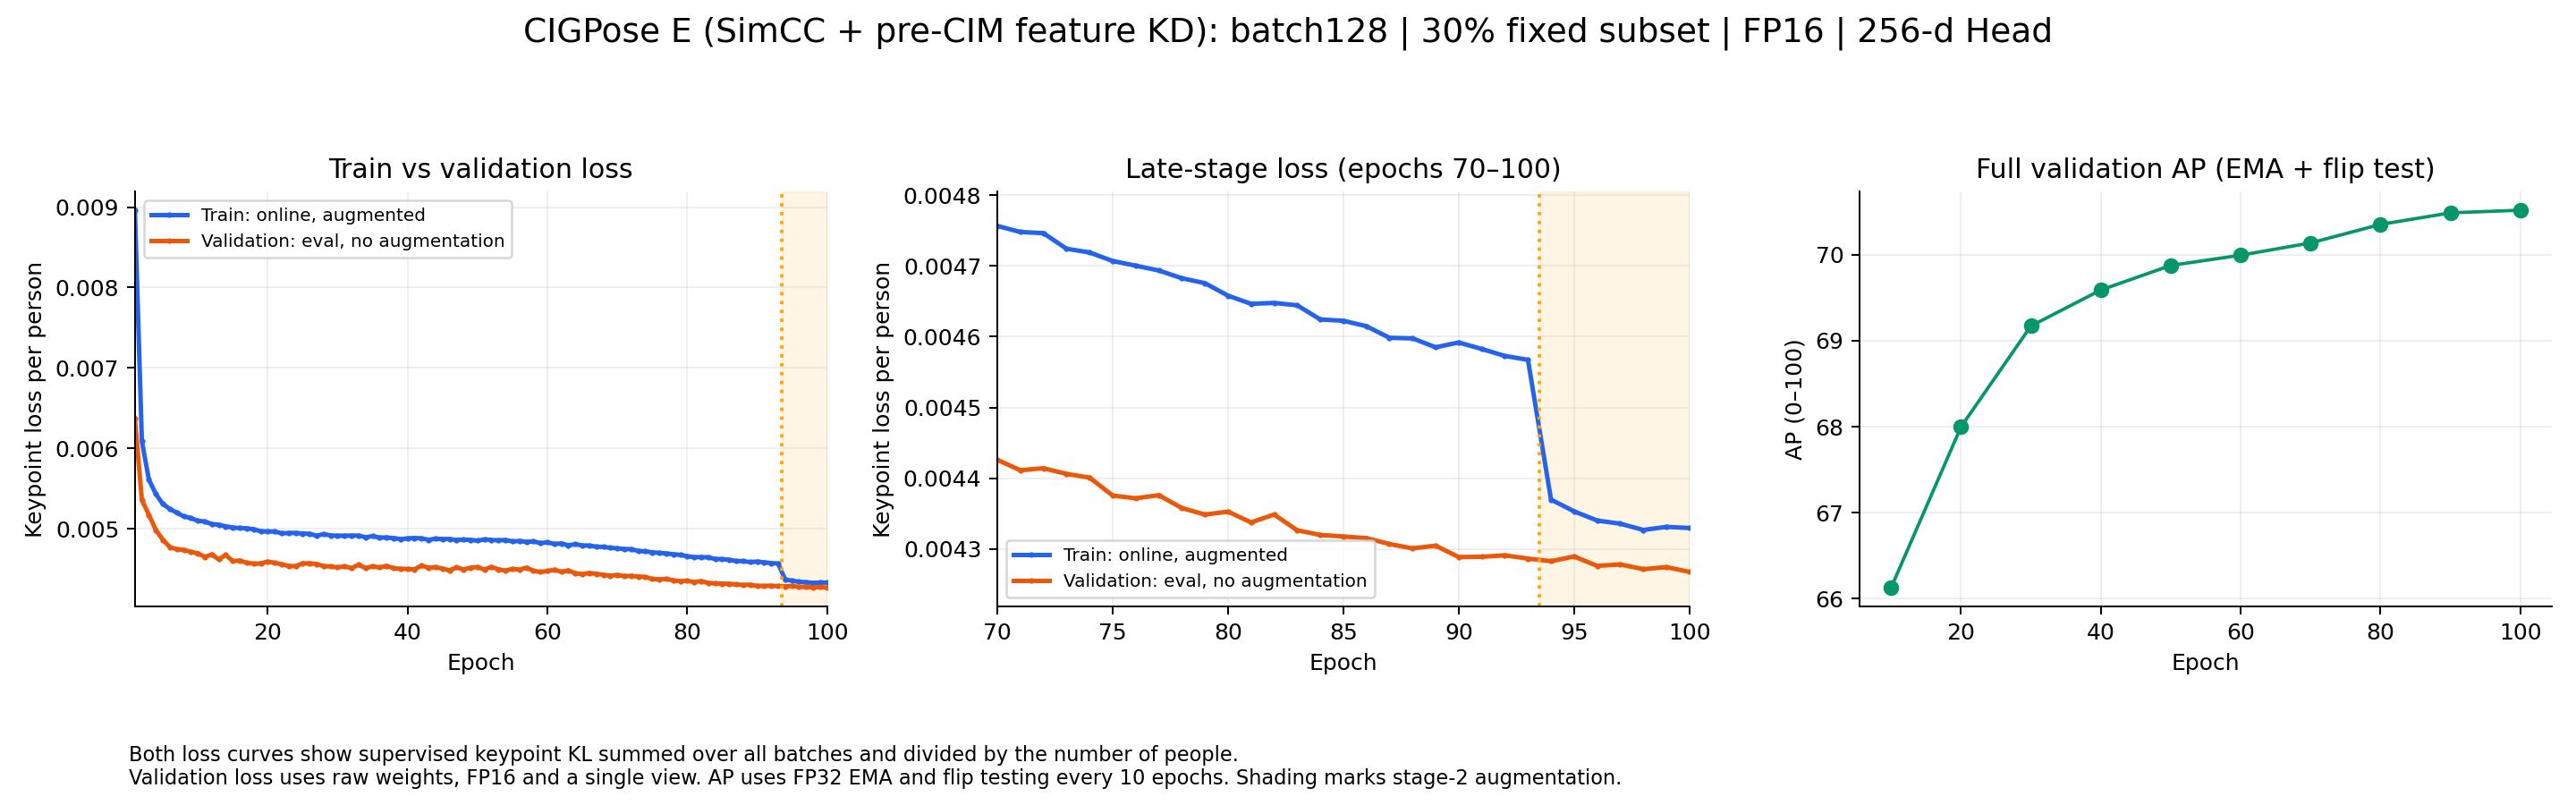 CIGPose E (SimCC + pre-CIM feature KD): batch128 | 30% fixed subset | FP16 | 256-d Head
Train vs validation loss
Keypoint loss per person
0.009
0.008
0.007
0.006
0.005
Train: online, augmented
Validation: eval, no augmentation
20
40
60
80
100
Epoch
Late-stage loss (epochs 70–100)
Keypoint loss per person
0.0048
0.0047
0.0046
0.0045
0.0044
0.0043
Train: online, augmented
Validation: eval, no augmentation
70
75
80
85
90
95
100
Epoch
Full validation AP (EMA + flip test)
AP (0–100)
70
69
68
67
66
20
40
60
80
100
Epoch
Both loss curves show supervised keypoint KL summed over all batches and divided by the number of people.
Validation loss uses raw weights, FP16 and a single view. AP uses FP32 EMA and flip testing every 10 epochs. Shading marks stage-2 augmentation.